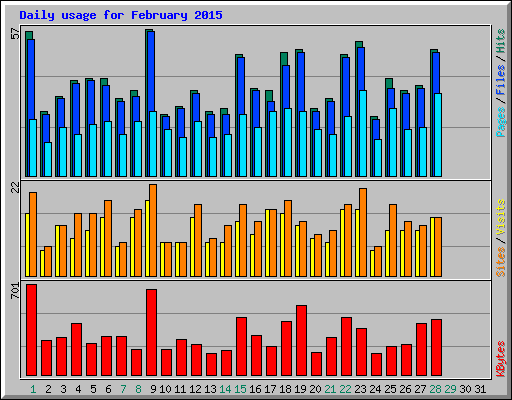 Daily usage for February 2015
57
Pages / Files / Hits
22
Sites / Visits
701
KBytes
1 2 3 4 5 6 7 8 9 10 11 12 13 14 15 16 17 18 19 20 21 22 23 24 25 26 27 28 29 30 31